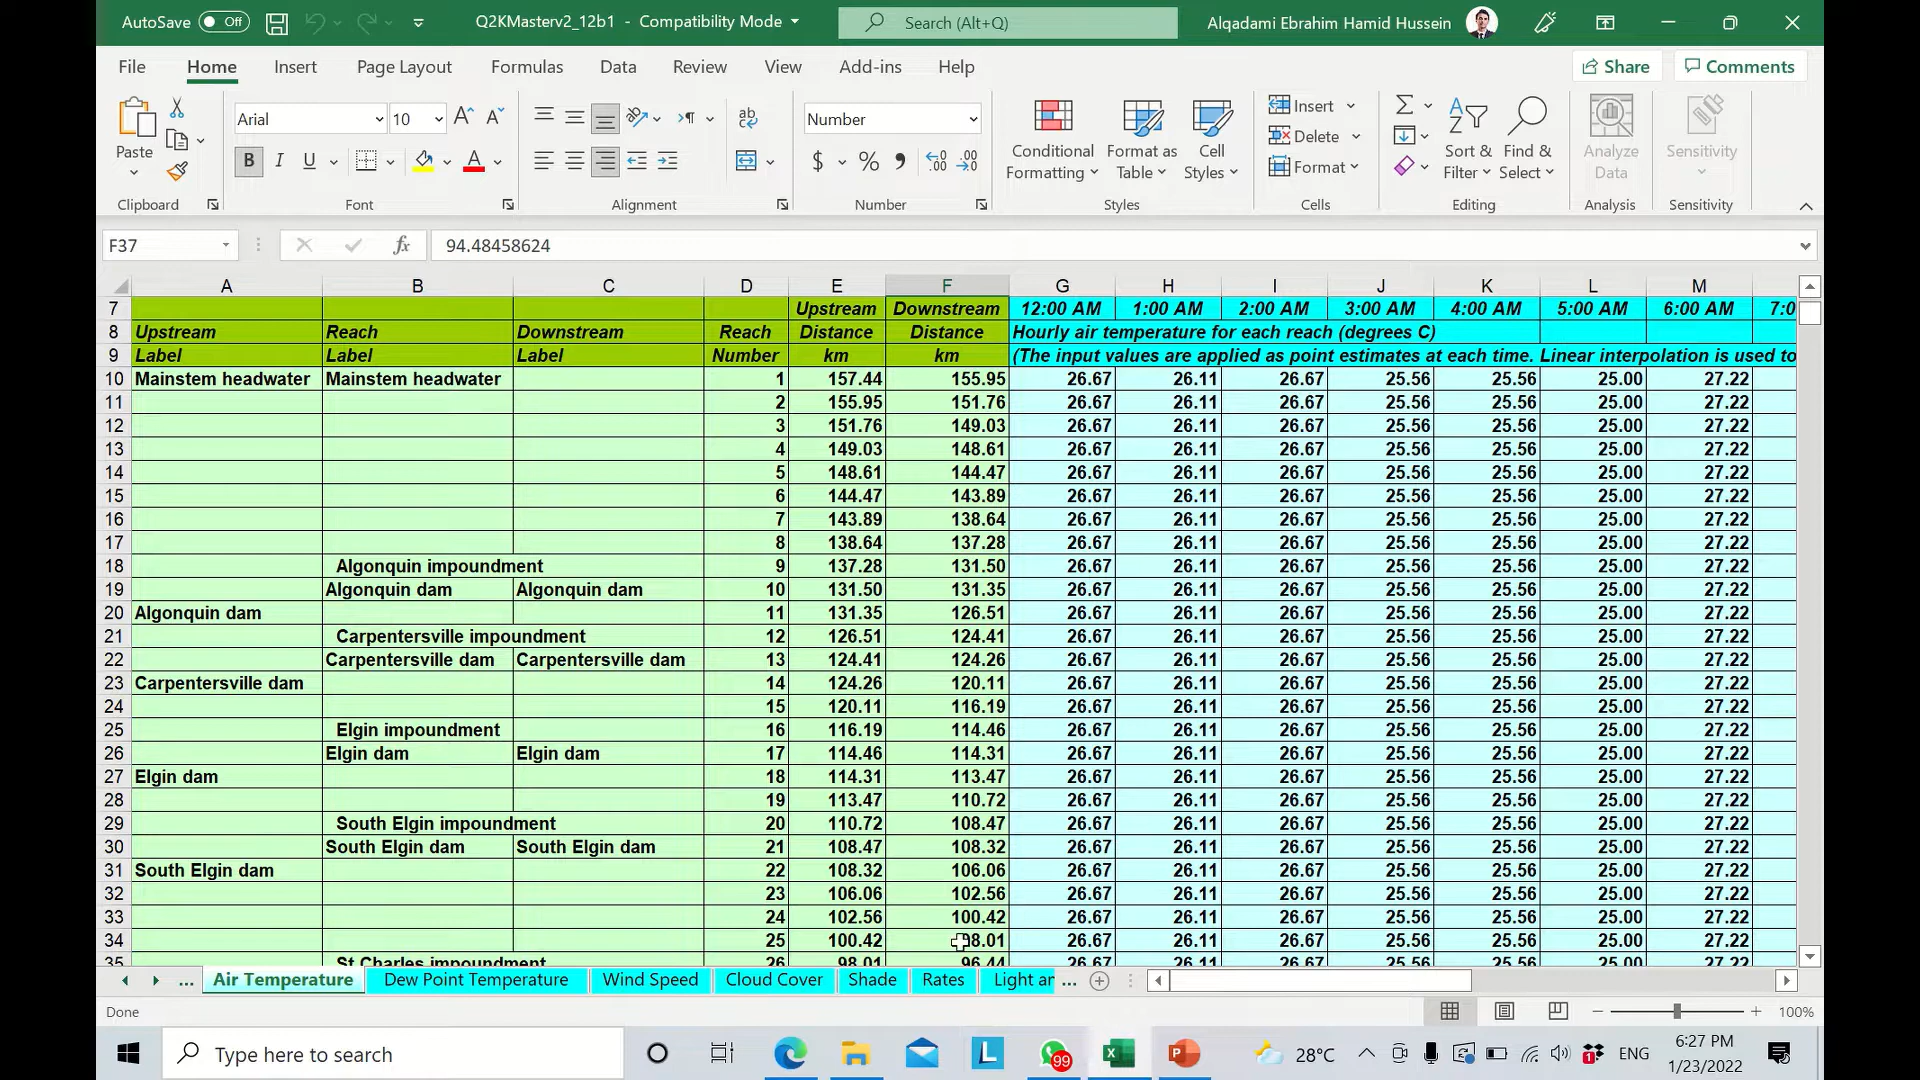 AutoSave Off Q2KMasterv2_12b1 - Compatibility Mode Search (Alt+Q) Alqadami Ebrahim Hamid Hussein
File Home Insert Page Layout Formulas Data Review View Add-ins Help Share Comments
Arial 10 Number Insert
Paste B I U A ab $ % Conditional Formatting Format as Table Cell Styles Delete Format Sort & Filter Find & Select Analyze Data Sensitivity
Clipboard Font Alignment Number Styles Cells Editing Analysis Sensitivity
F37 fx 94.48458624
A B C D E F G H I J K L M
7 Upstream Downstream 12:00 AM 1:00 AM 2:00 AM 3:00 AM 4:00 AM 5:00 AM 6:00 AM 7:0
8 Upstream Reach Downstream Reach Distance Distance Hourly air temperature for each reach (degrees C)
9 Label Label Label Number km km (The input values are applied as point estimates at each time. Linear interpolation is used to
10 Mainstem headwater Mainstem headwater 1 157.44 155.95 26.67 26.11 26.67 25.56 25.56 25.00 27.22
11 2 155.95 151.76 26.67 26.11 26.67 25.56 25.56 25.00 27.22
12 3 151.76 149.03 26.67 26.11 26.67 25.56 25.56 25.00 27.22
13 4 149.03 148.61 26.67 26.11 26.67 25.56 25.56 25.00 27.22
14 5 148.61 144.47 26.67 26.11 26.67 25.56 25.56 25.00 27.22
15 6 144.47 143.89 26.67 26.11 26.67 25.56 25.56 25.00 27.22
16 7 143.89 138.64 26.67 26.11 26.67 25.56 25.56 25.00 27.22
17 8 138.64 137.28 26.67 26.11 26.67 25.56 25.56 25.00 27.22
18 Algonquin impoundment 9 137.28 131.50 26.67 26.11 26.67 25.56 25.56 25.00 27.22
19 Algonquin dam Algonquin dam 10 131.50 131.35 26.67 26.11 26.67 25.56 25.56 25.00 27.22
20 Algonquin dam 11 131.35 126.51 26.67 26.11 26.67 25.56 25.56 25.00 27.22
21 Carpentersville impoundment 12 126.51 124.41 26.67 26.11 26.67 25.56 25.56 25.00 27.22
22 Carpentersville dam Carpentersville dam 13 124.41 124.26 26.67 26.11 26.67 25.56 25.56 25.00 27.22
23 Carpentersville dam 14 124.26 120.11 26.67 26.11 26.67 25.56 25.56 25.00 27.22
24 15 120.11 116.19 26.67 26.11 26.67 25.56 25.56 25.00 27.22
25 Elgin impoundment 16 116.19 114.46 26.67 26.11 26.67 25.56 25.56 25.00 27.22
26 Elgin dam Elgin dam 17 114.46 114.31 26.67 26.11 26.67 25.56 25.56 25.00 27.22
27 Elgin dam 18 114.31 113.47 26.67 26.11 26.67 25.56 25.56 25.00 27.22
28 19 113.47 110.72 26.67 26.11 26.67 25.56 25.56 25.00 27.22
29 South Elgin impoundment 20 110.72 108.47 26.67 26.11 26.67 25.56 25.56 25.00 27.22
30 South Elgin dam South Elgin dam 21 108.47 108.32 26.67 26.11 26.67 25.56 25.56 25.00 27.22
31 South Elgin dam 22 108.32 106.06 26.67 26.11 26.67 25.56 25.56 25.00 27.22
32 23 106.06 102.56 26.67 26.11 26.67 25.56 25.56 25.00 27.22
33 24 102.56 100.42 26.67 26.11 26.67 25.56 25.56 25.00 27.22
34 25 100.42 98.01 26.67 26.11 26.67 25.56 25.56 25.00 27.22
35 St Charles impoundment 26 98.01 96.44 26.67 26.11 26.67 25.56 25.56 25.00 27.22
... Air Temperature Dew Point Temperature Wind Speed Cloud Cover Shade Rates Light ar ...
Done 100%
Type here to search 99 28°C ENG 6:27 PM
1/23/2022